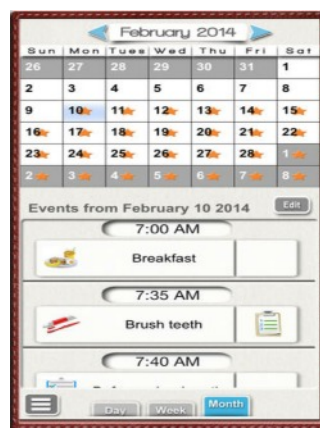 February 2014
Sun Mon Tues Wed Thu Fri Sat
26 27 28 29 30 31 1
2 3 4 5 6 7 8
9 10 11 12 13 14 15
16 17 18 19 20 21 22
23 24 25 26 27 28 1
2 3 4 5 6 7 8
Events from February 10 2014 Edit
7:00 AM
Breakfast
7:35 AM
Brush teeth
7:40 AM
Day Week Month